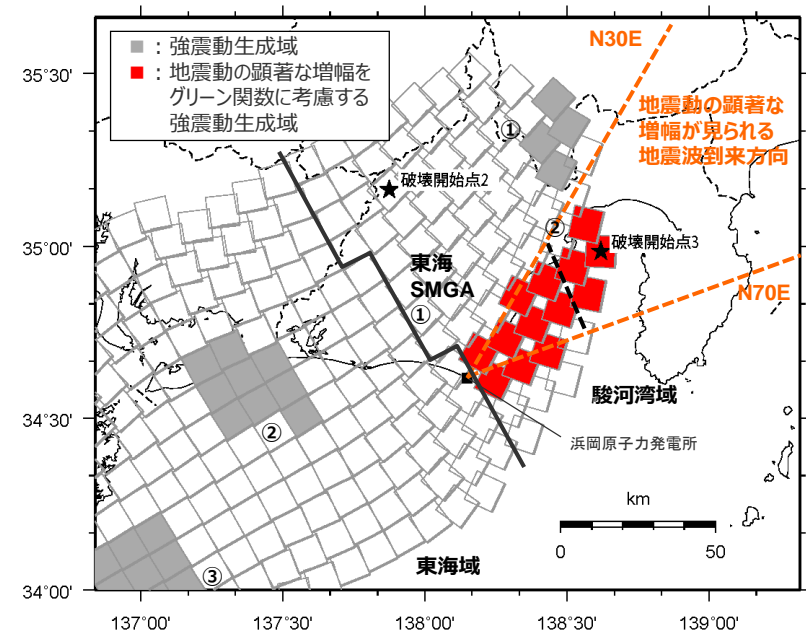 ■：強震動生成域
■：地震動の顕著な増幅を
グリーン関数に考慮する
強震動生成域
N30E
地震動の顕著な
増幅が見られる
地震波到来方向
35°30'
①
破壊開始点2
②
破壊開始点3
35°00'
東海
SMGA
①
N70E
駿河湾域
34°30'
②
浜岡原子力発電所
km
0
50
東海域
③
34°00'
137°00'
137°30'
138°00'
138°30'
139°00'